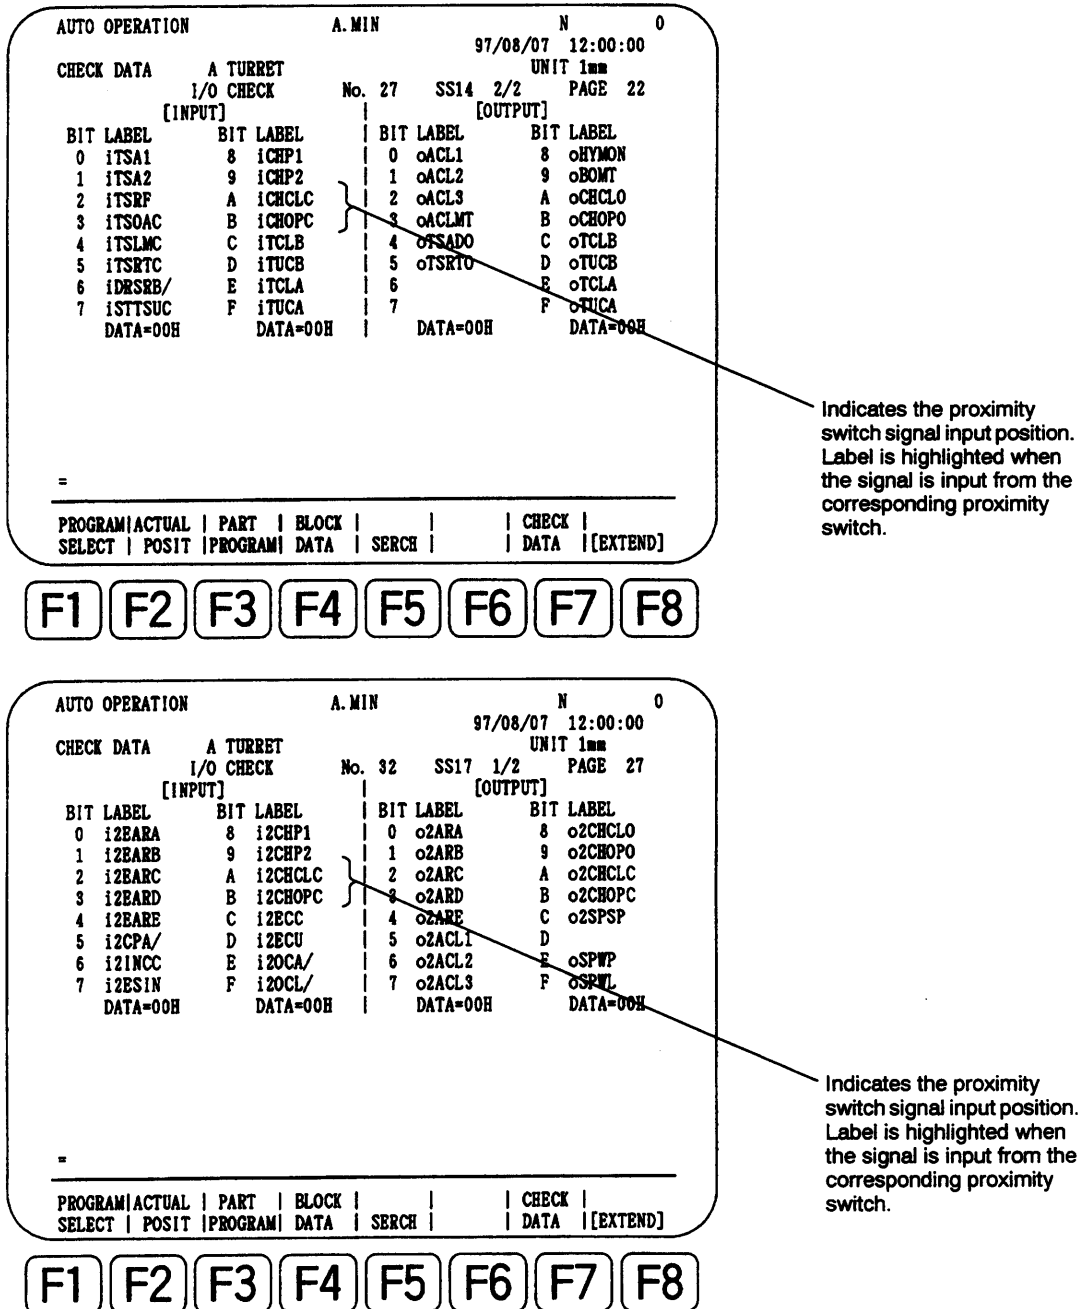 AUTO OPERATION A.MIN N 0
97/08/07 12:00:00
CHECK DATA A TURRET UNIT 1mm
I/O CHECK No. 27 SS14 2/2 PAGE 22
[INPUT] | [OUTPUT]
BIT LABEL BIT LABEL | BIT LABEL BIT LABEL
0 iTSA1 8 iCHP1 | 0 oACL1 8 oHYMON
1 iTSA2 9 iCHP2 | 1 oACL2 9 oBOMT
2 iTSRF A iCHCLC | 2 oACL3 A oCHCLO
3 iTSOAC B iCHOPC | 3 oACLMT B oCHOPO
4 iTSLMC C iTCLB | 4 oTSADO C oTCLB
5 iTSRTC D iTUCB | 5 oTSRTO D oTUCB
6 iDRSRB/ E iTCLA | 6 E oTCLA
7 iSTTSUC F iTUCA | 7 F oTUCA
DATA=00H DATA=00H | DATA=00H DATA=00H
Indicates the proximity
switch signal input position.
Label is highlighted when
the signal is input from the
corresponding proximity
switch.
=
PROGRAM|ACTUAL | PART | BLOCK | | | CHECK |
SELECT | POSIT |PROGRAM| DATA | SERCH | | DATA |[EXTEND]
F1 F2 F3 F4 F5 F6 F7 F8
AUTO OPERATION A.MIN N 0
97/08/07 12:00:00
CHECK DATA A TURRET UNIT 1mm
I/O CHECK No. 32 SS17 1/2 PAGE 27
[INPUT] | [OUTPUT]
BIT LABEL BIT LABEL | BIT LABEL BIT LABEL
0 i2EARA 8 i2CHP1 | 0 o2ARA 8 o2CHCLO
1 i2EARB 9 i2CHP2 | 1 o2ARB 9 o2CHOPO
2 i2EARC A i2CHCLC | 2 o2ARC A o2CHCLC
3 i2EARD B i2CHOPC | 3 o2ARD B o2CHOPC
4 i2EARE C i2ECC | 4 o2ARE C o2SPSP
5 i2CPA/ D i2ECU | 5 o2ACL1 D
6 i2INCC E i2OCA/ | 6 o2ACL2 E oSPWP
7 i2ESIN F i2OCL/ | 7 o2ACL3 F oSPWL
DATA=00H DATA=00H | DATA=00H DATA=00H
Indicates the proximity
switch signal input position.
Label is highlighted when
the signal is input from the
corresponding proximity
switch.
=
PROGRAM|ACTUAL | PART | BLOCK | | | CHECK |
SELECT | POSIT |PROGRAM| DATA | SERCH | | DATA |[EXTEND]
F1 F2 F3 F4 F5 F6 F7 F8